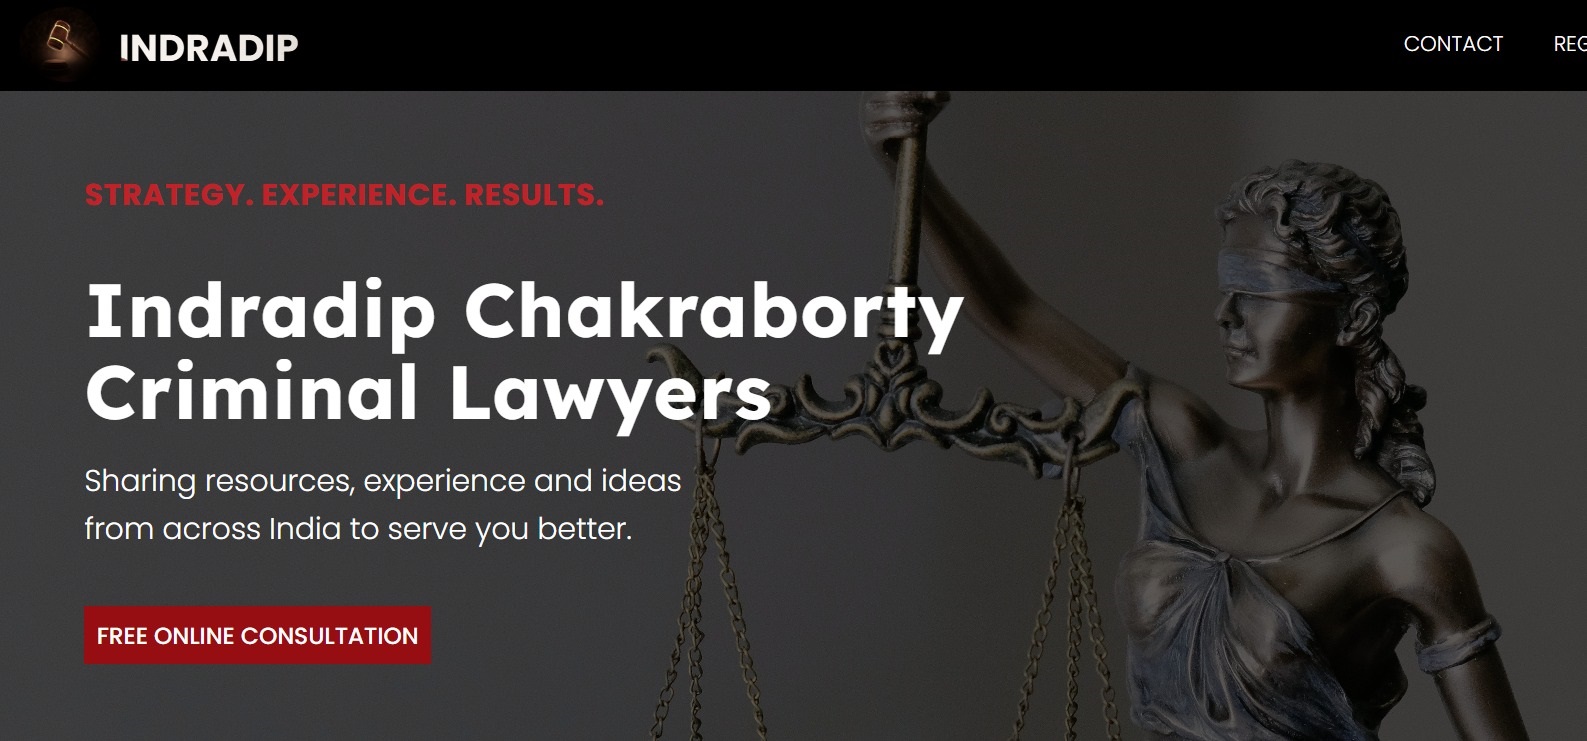 INDRADIP
CONTACT
STRATEGY. EXPERIENCE. RESULTS.
Indradip Chakraborty
Criminal Lawyers
Sharing resources, experience and ideas
from across India to serve you better.
FREE ONLINE CONSULTATION